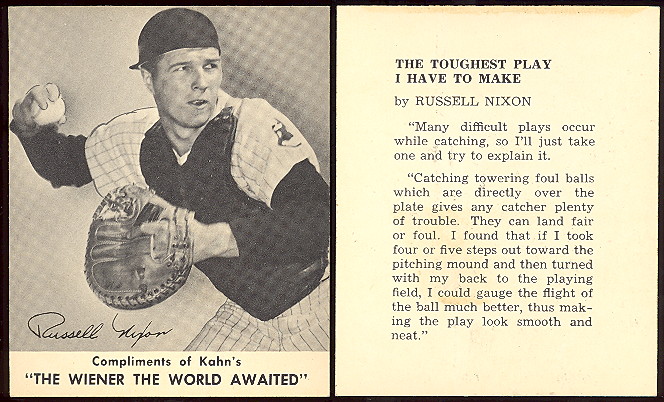 Russell Nixon
Compliments of Kahn's
"THE WIENER THE WORLD AWAITED"
THE TOUGHEST PLAY
I HAVE TO MAKE
by RUSSELL NIXON
"Many difficult plays occur
while catching, so I'll just take
one and try to explain it.
"Catching towering foul balls
which are directly over the
plate gives any catcher plenty
of trouble. They can land fair
or foul. I found that if I took
four or five steps out toward the
pitching mound and then turned
with my back to the playing
field, I could gauge the flight of
the ball much better, thus mak-
ing the play look smooth and
neat."